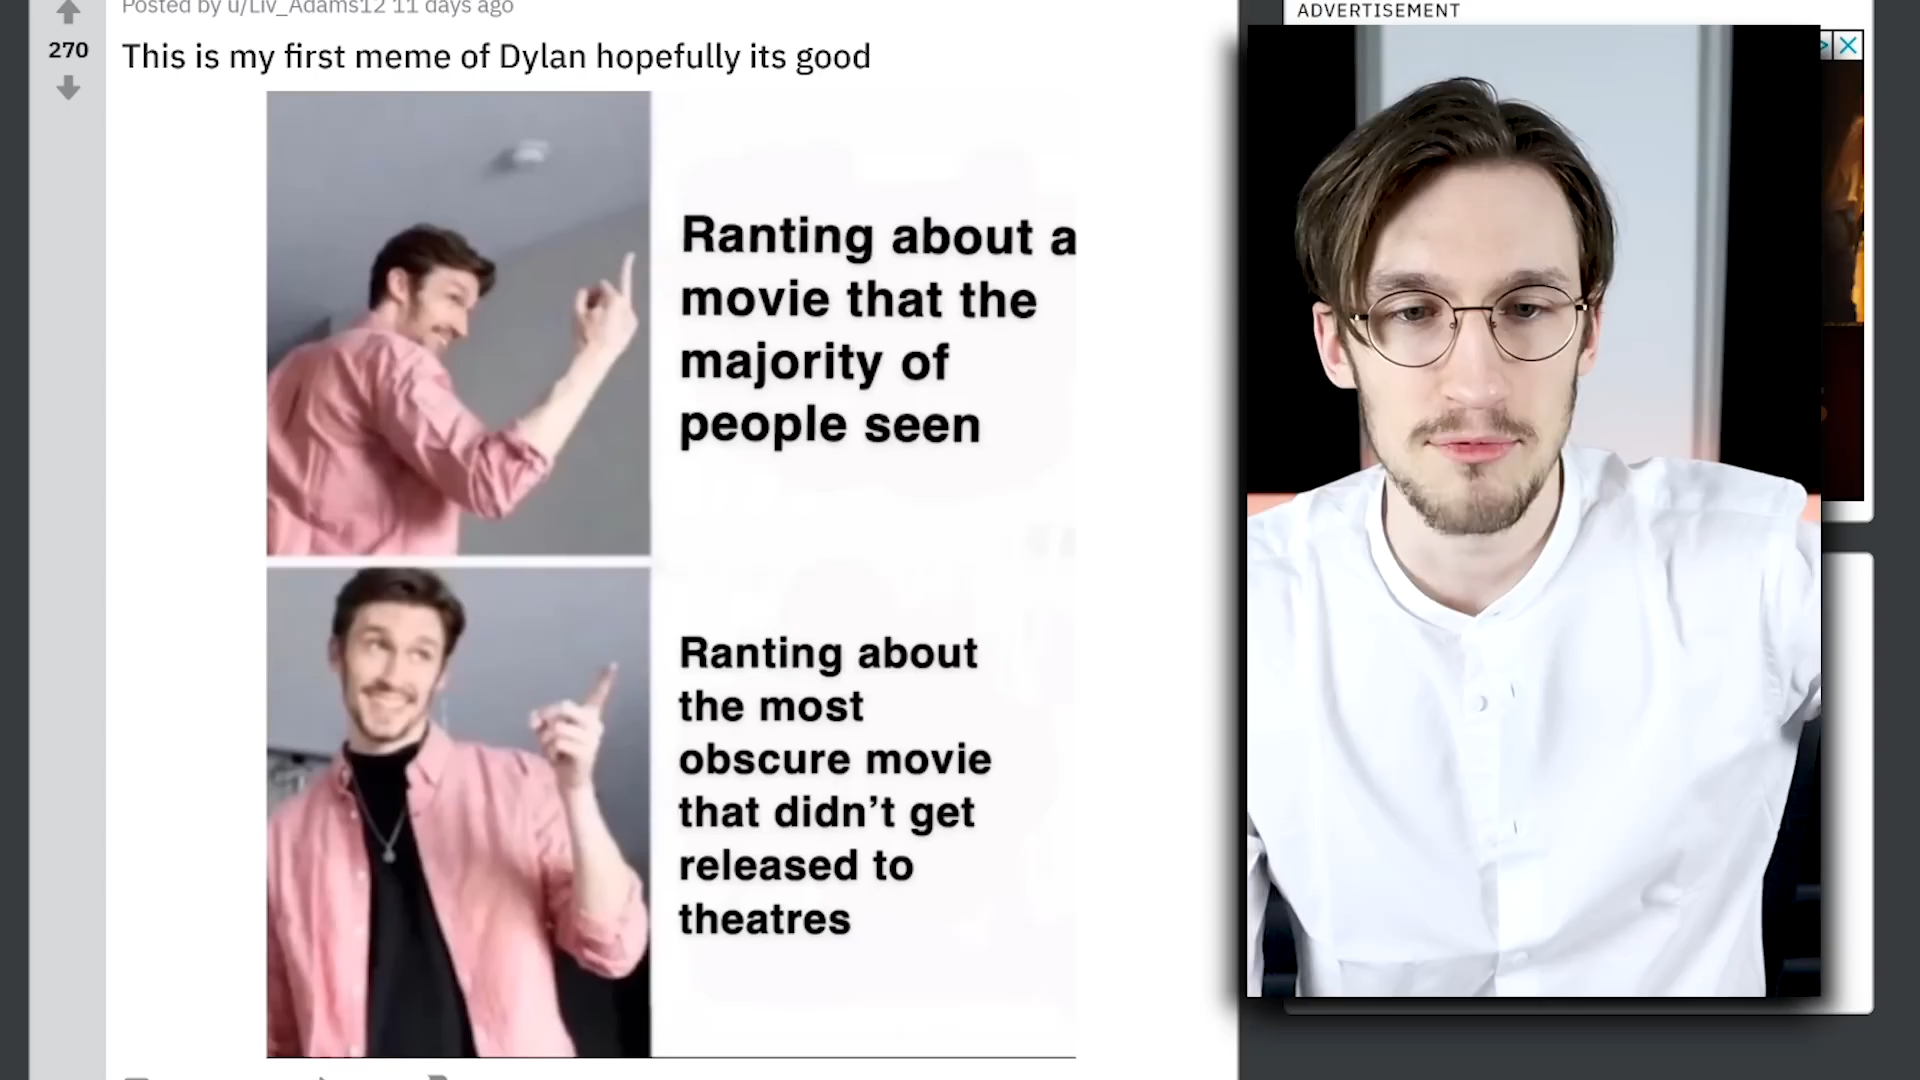 Posted by u/Liv_Adams12 11 days ago
ADVERTISEMENT
270
This is my first meme of Dylan hopefully its good
Ranting about a
movie that the
majority of
people seen
Ranting about
the most
obscure movie
that didn’t get
released to
theatres